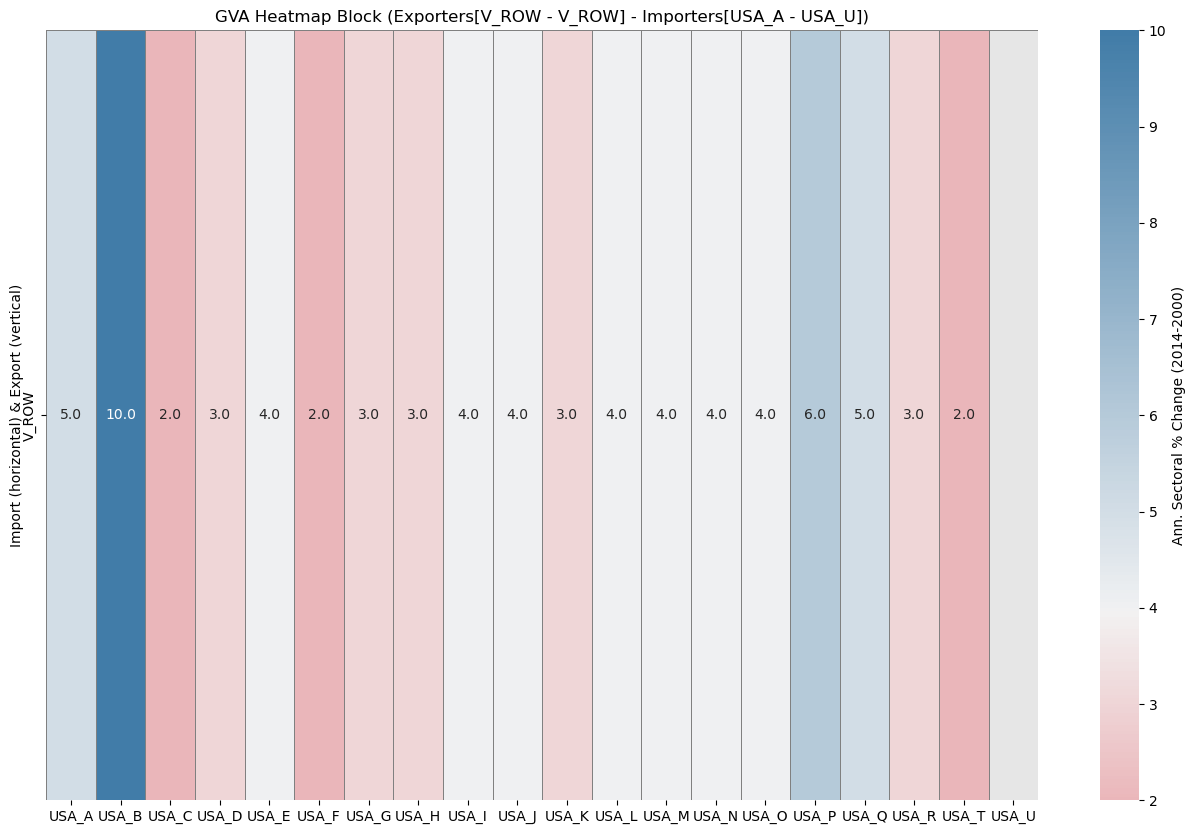 GVA Heatmap Block (Exporters[V_ROW - V_ROW] - Importers[USA_A - USA_U])
Import (horizontal) & Export (vertical)
V_ROW
5.0 10.0 2.0 3.0 4.0 2.0 3.0 3.0 4.0 4.0 3.0 4.0 4.0 4.0 4.0 6.0 5.0 3.0 2.0
USA_A USA_B USA_C USA_D USA_E USA_F USA_G USA_H USA_I USA_J USA_K USA_L USA_M USA_N USA_O USA_P USA_Q USA_R USA_T USA_U
10
9
8
7
6
5
4
3
2
Ann. Sectoral % Change (2014-2000)